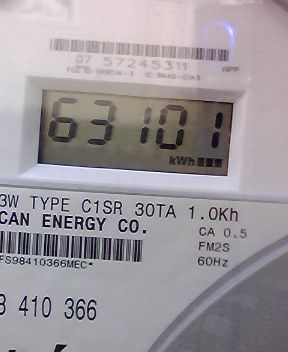 07 57245311
63101
kWh
3W TYPE C1SR 30TA 1.0Kh
CAN ENERGY CO.
CA 0.5
FM2S
FS98410366MEC*
60Hz
410 366